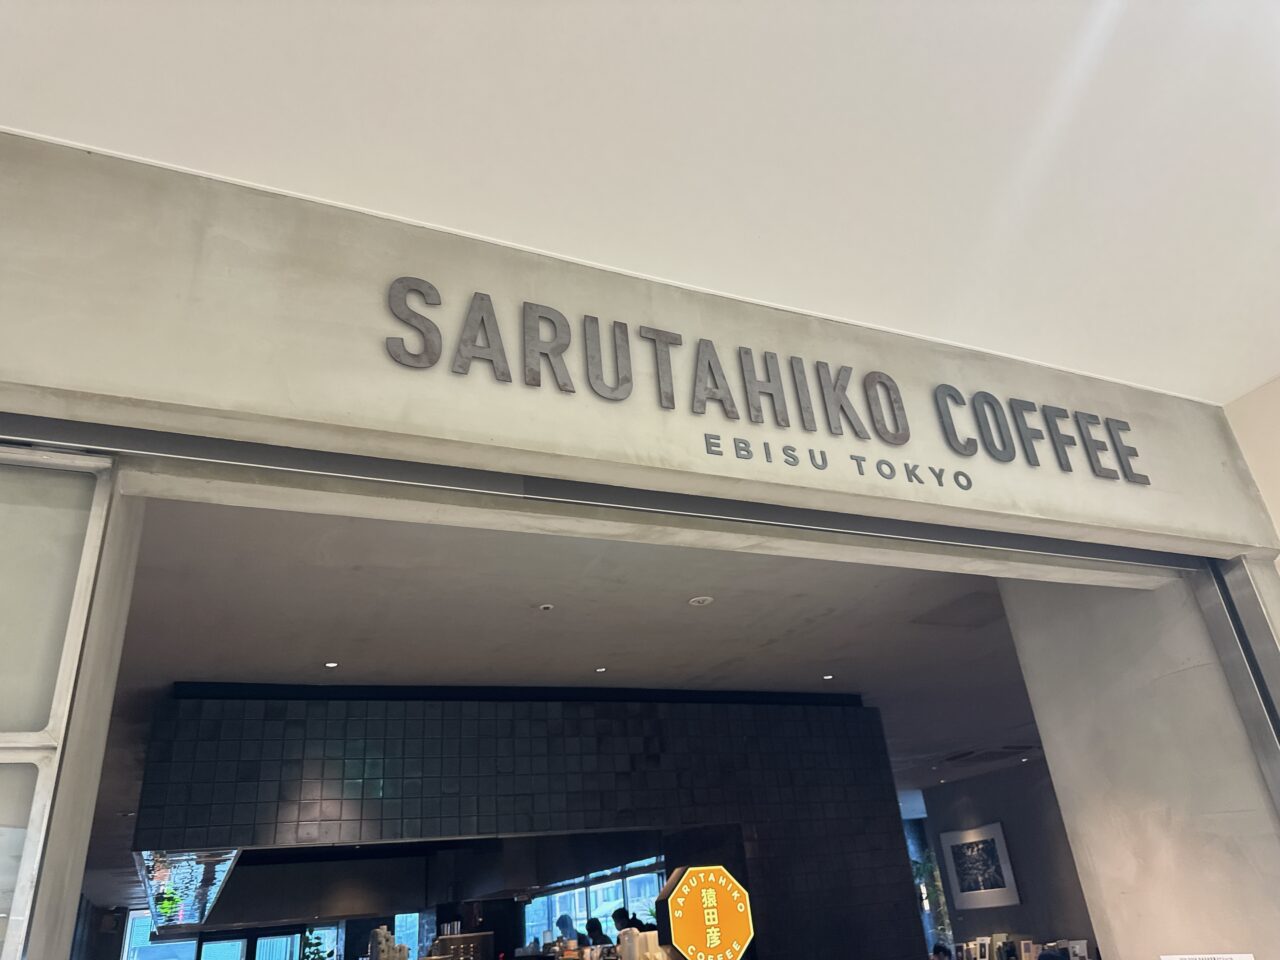 SARUTAHIKO COFFEE
EBISU TOKYO
SARUTAHIKO
猿田彦
COFFEE